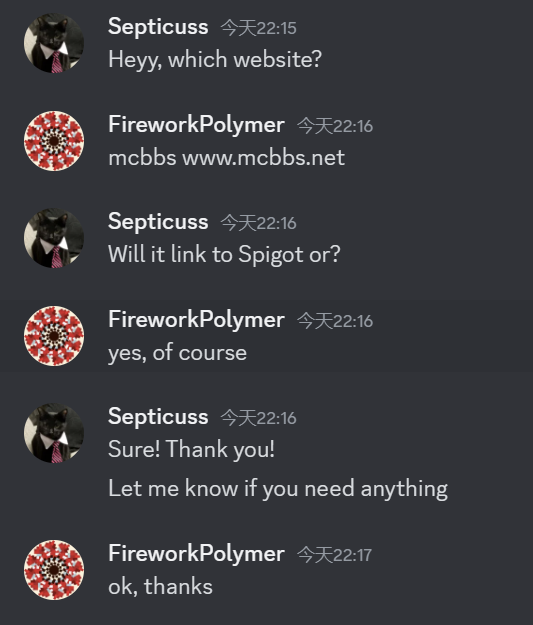 Septicuss 今天22:15
Heyy, which website?
FireworkPolymer 今天22:16
mcbbs www.mcbbs.net
Septicuss 今天22:16
Will it link to Spigot or?
FireworkPolymer 今天22:16
yes, of course
Septicuss 今天22:16
Sure! Thank you!
Let me know if you need anything
FireworkPolymer 今天22:17
ok, thanks